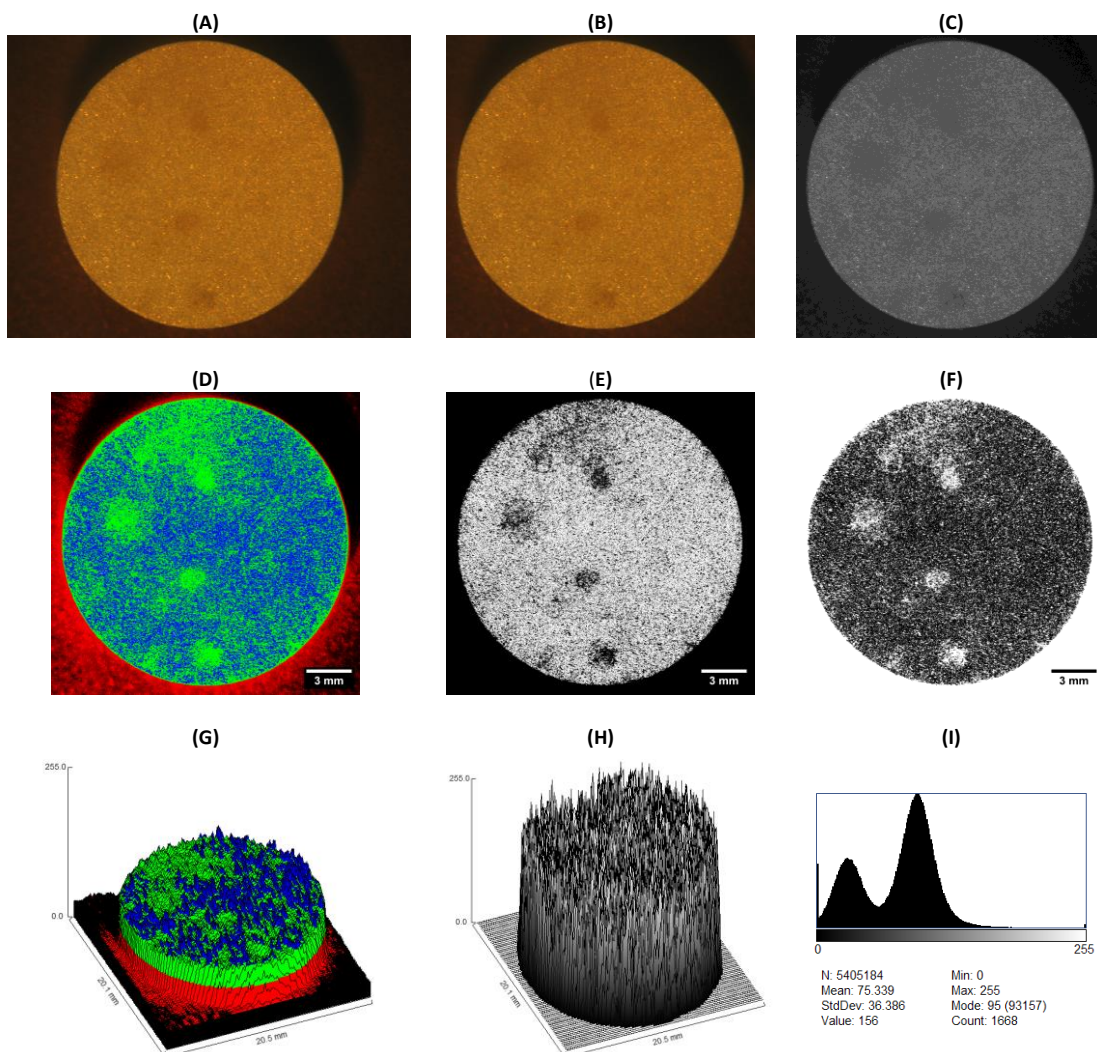 (A)
(B)
(C)
(D)
(E)
(F)
3 mm
3 mm
3 mm
(G)
(H)
(I)
255.0
0.0
20.1 mm
20.5 mm
255.0
0.0
20.1 mm
20.5 mm
0
255
N: 5405184
Min: 0
Mean: 75.339
Max: 255
StdDev: 36.386
Mode: 95 (93157)
Value: 156
Count: 1668